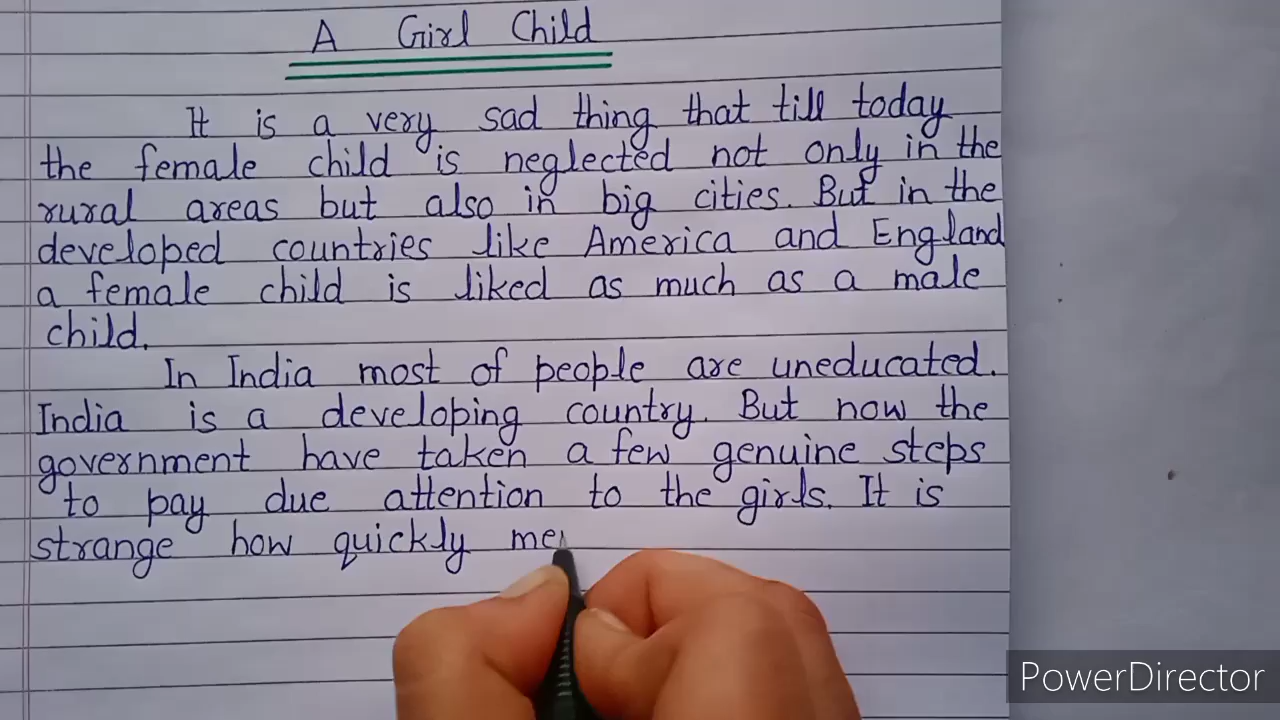 A Girl Child
It is a very sad thing that till today
the female child is neglected not only in the
rural areas but also in big cities. But in the
developed countries like America and England
a female child is liked as much as a male
child.
In India most of people are uneducated.
India is a developing country. But now the
government have taken a few genuine steps
to pay due attention to the girls. It is
strange how quickly
PowerDirector